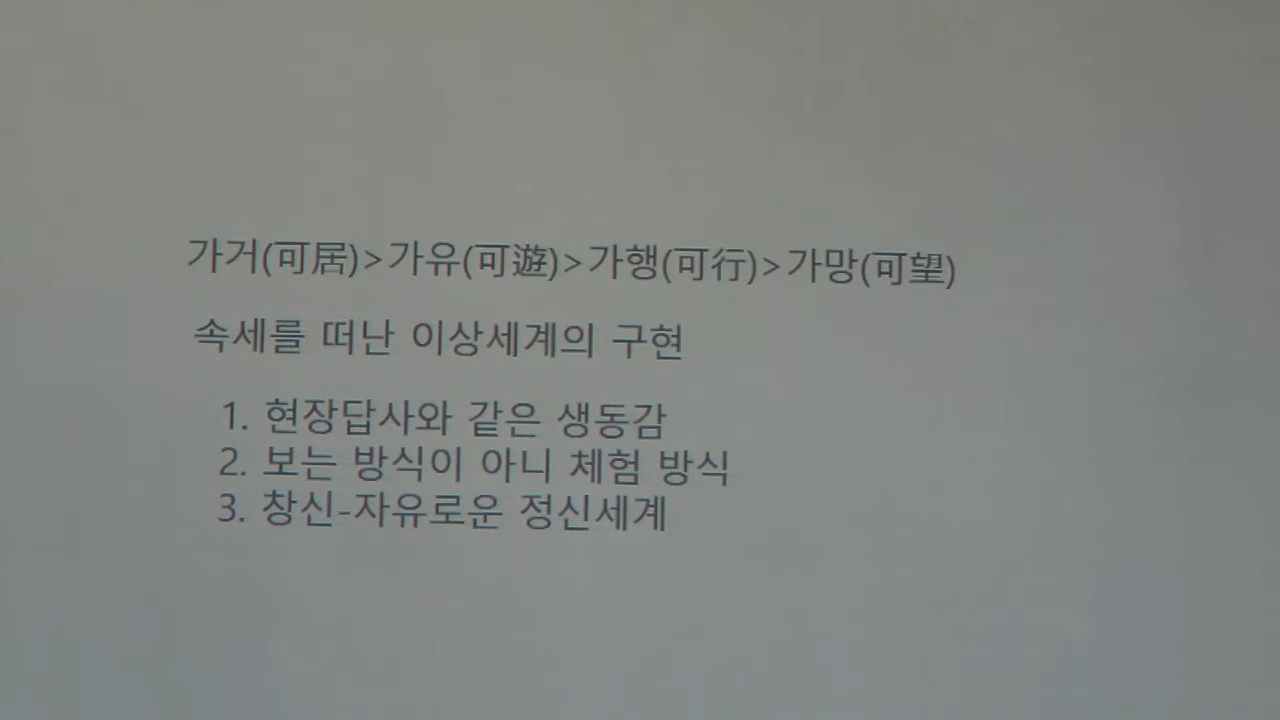 가거(可居)>가유(可遊)>가행(可行)>가망(可望)
속세를 떠난 이상세계의 구현
1. 현장답사와 같은 생동감
2. 보는 방식이 아니 체험 방식
3. 창신-자유로운 정신세계